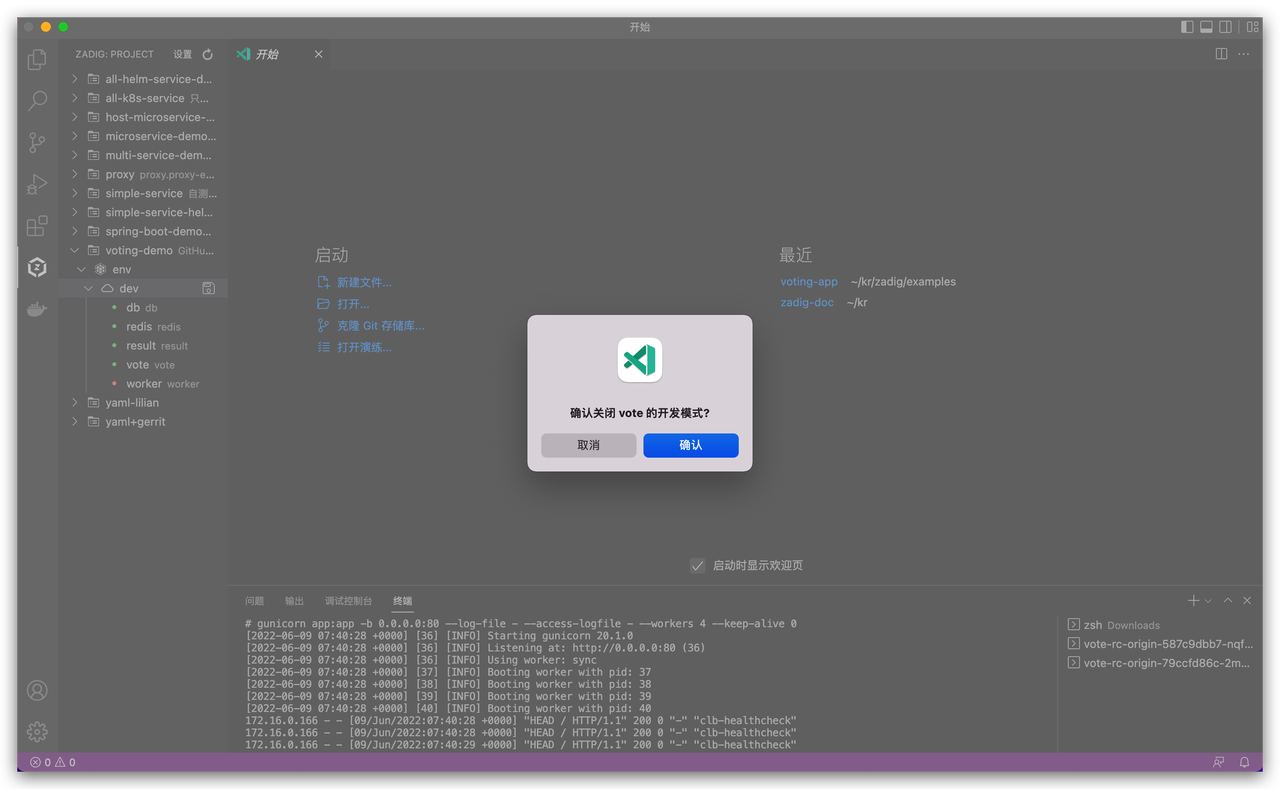 开始
ZADIG: PROJECT 设置
all-helm-service-d...
all-k8s-service 只...
host-microservice-...
microservice-demo...
multi-service-dem...
proxy proxy.proxy-e...
simple-service 自测...
simple-service-hel...
spring-boot-demo...
voting-demo GitHu...
env
dev
db db
redis redis
result result
vote vote
worker worker
yaml-lilian
yaml+gerrit
开始
启动
新建文件...
打开...
克隆 Git 存储库...
打开演练...
最近
voting-app ~/kr/zadig/examples
zadig-doc ~/kr
确认关闭 vote 的开发模式?
取消 确认
启动时显示欢迎页
问题 输出 调试控制台 终端
# gunicorn app:app -b 0.0.0.0:80 --log-file - --access-logfile - --workers 4 --keep-alive 0
[2022-06-09 07:40:28 +0000] [36] [INFO] Starting gunicorn 20.1.0
[2022-06-09 07:40:28 +0000] [36] [INFO] Listening at: http://0.0.0.0:80 (36)
[2022-06-09 07:40:28 +0000] [36] [INFO] Using worker: sync
[2022-06-09 07:40:28 +0000] [37] [INFO] Booting worker with pid: 37
[2022-06-09 07:40:28 +0000] [38] [INFO] Booting worker with pid: 38
[2022-06-09 07:40:28 +0000] [39] [INFO] Booting worker with pid: 39
[2022-06-09 07:40:28 +0000] [40] [INFO] Booting worker with pid: 40
172.16.0.166 - - [09/Jun/2022:07:40:28 +0000] "HEAD / HTTP/1.1" 200 0 "-" "clb-healthcheck"
172.16.0.166 - - [09/Jun/2022:07:40:28 +0000] "HEAD / HTTP/1.1" 200 0 "-" "clb-healthcheck"
172.16.0.166 - - [09/Jun/2022:07:40:29 +0000] "HEAD / HTTP/1.1" 200 0 "-" "clb-healthcheck"
zsh Downloads
vote-rc-origin-587c9dbb7-nqf...
vote-rc-origin-79ccfd86c-2m...
0 0